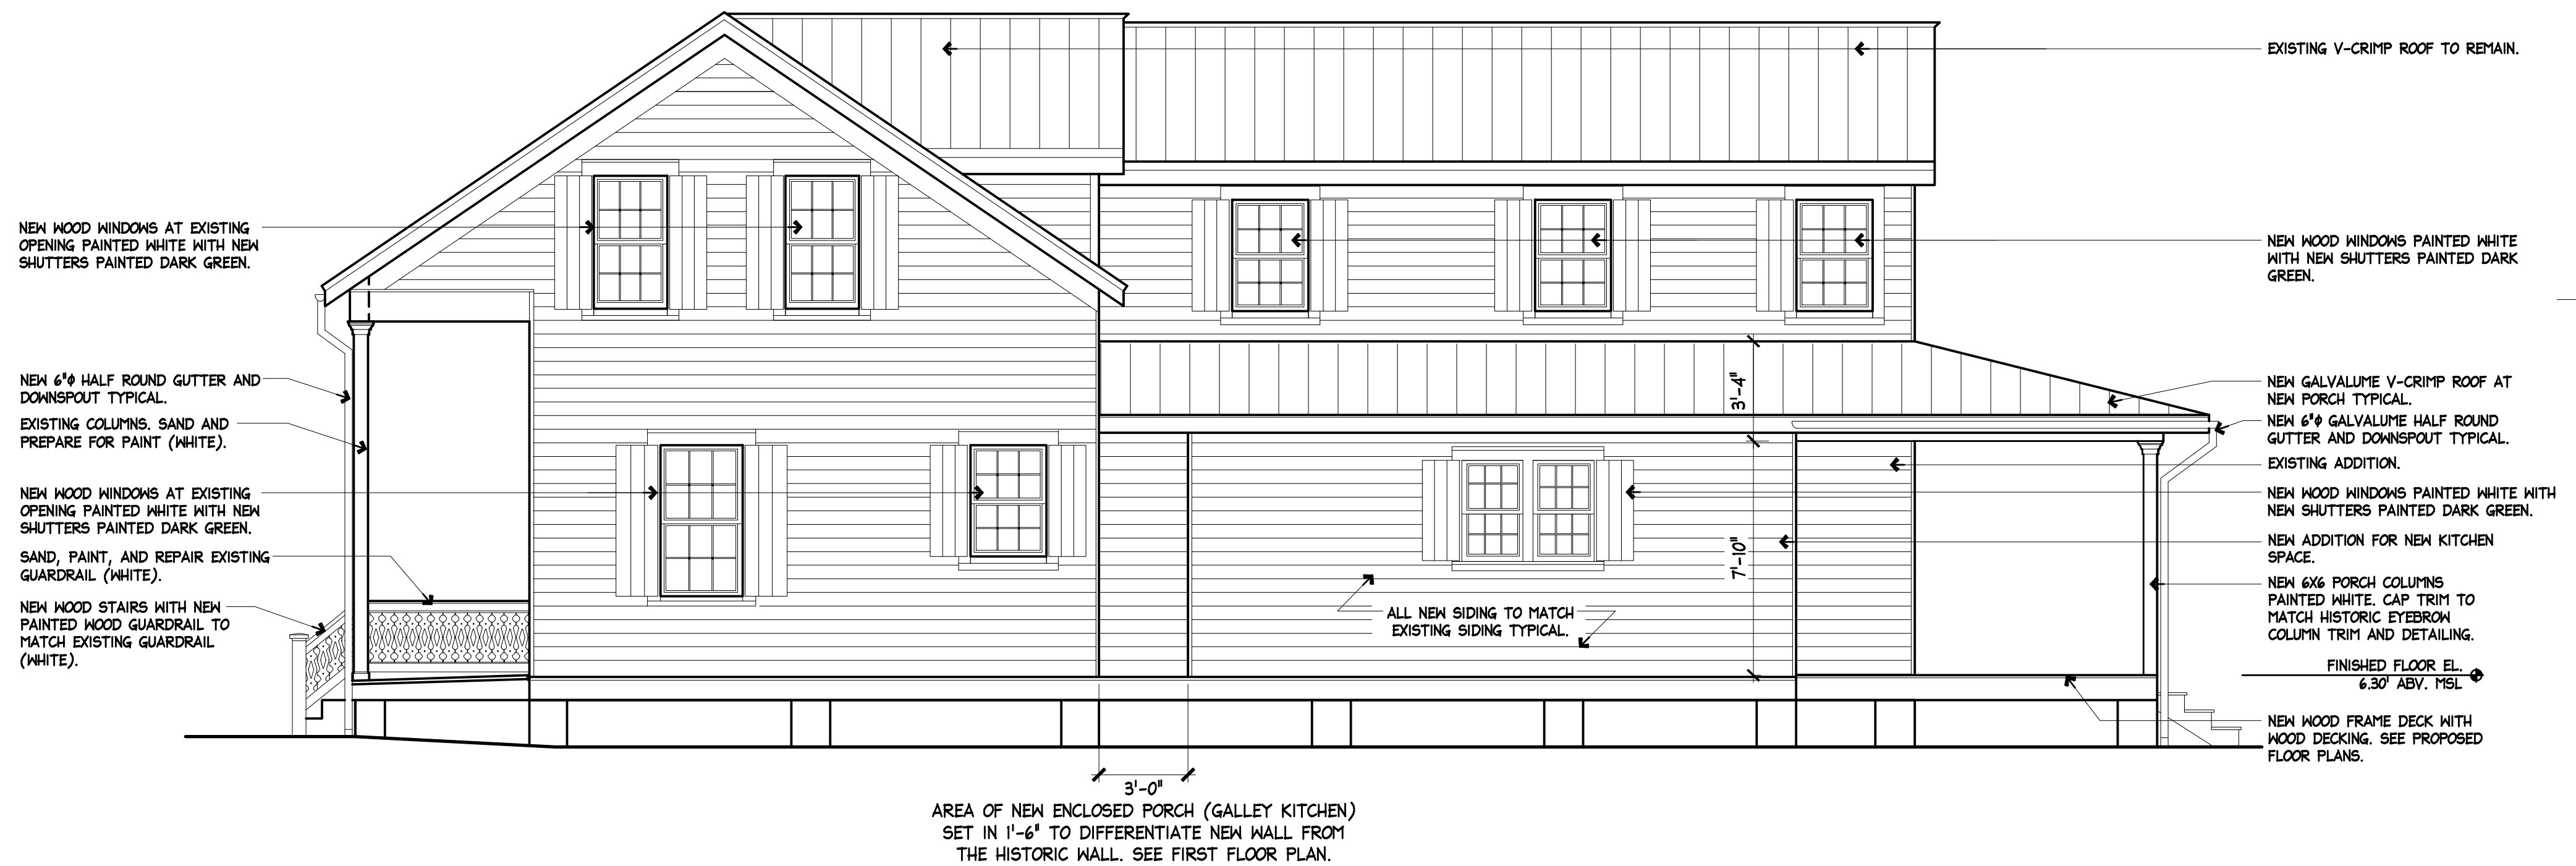 EXISTING V-CRIMP ROOF TO REMAIN.
NEW WOOD WINDOWS AT EXISTING
OPENING PAINTED WHITE WITH NEW
SHUTTERS PAINTED DARK GREEN.
NEW WOOD WINDOWS PAINTED WHITE
WITH NEW SHUTTERS PAINTED DARK
GREEN.
NEW 6"φ HALF ROUND GUTTER AND
DOWNSPOUT TYPICAL.
EXISTING COLUMNS. SAND AND
PREPARE FOR PAINT (WHITE).
NEW WOOD WINDOWS AT EXISTING
OPENING PAINTED WHITE WITH NEW
SHUTTERS PAINTED DARK GREEN.
SAND, PAINT, AND REPAIR EXISTING
GUARDRAIL (WHITE).
NEW WOOD STAIRS WITH NEW
PAINTED WOOD GUARDRAIL TO
MATCH EXISTING GUARDRAIL
(WHITE).
3'-4"
7'-10"
ALL NEW SIDING TO MATCH
EXISTING SIDING TYPICAL.
NEW GALVALUME V-CRIMP ROOF AT
NEW PORCH TYPICAL.
NEW 6"φ GALVALUME HALF ROUND
GUTTER AND DOWNSPOUT TYPICAL.
EXISTING ADDITION.
NEW WOOD WINDOWS PAINTED WHITE WITH
NEW SHUTTERS PAINTED DARK GREEN.
NEW ADDITION FOR NEW KITCHEN
SPACE.
NEW 6X6 PORCH COLUMNS
PAINTED WHITE. CAP TRIM TO
MATCH HISTORIC EYEBROW
COLUMN TRIM AND DETAILING.
FINISHED FLOOR EL.
6.30' ABV. MSL
NEW WOOD FRAME DECK WITH
WOOD DECKING. SEE PROPOSED
FLOOR PLANS.
3'-0"
AREA OF NEW ENCLOSED PORCH (GALLEY KITCHEN)
SET IN 1'-6" TO DIFFERENTIATE NEW WALL FROM
THE HISTORIC WALL. SEE FIRST FLOOR PLAN.